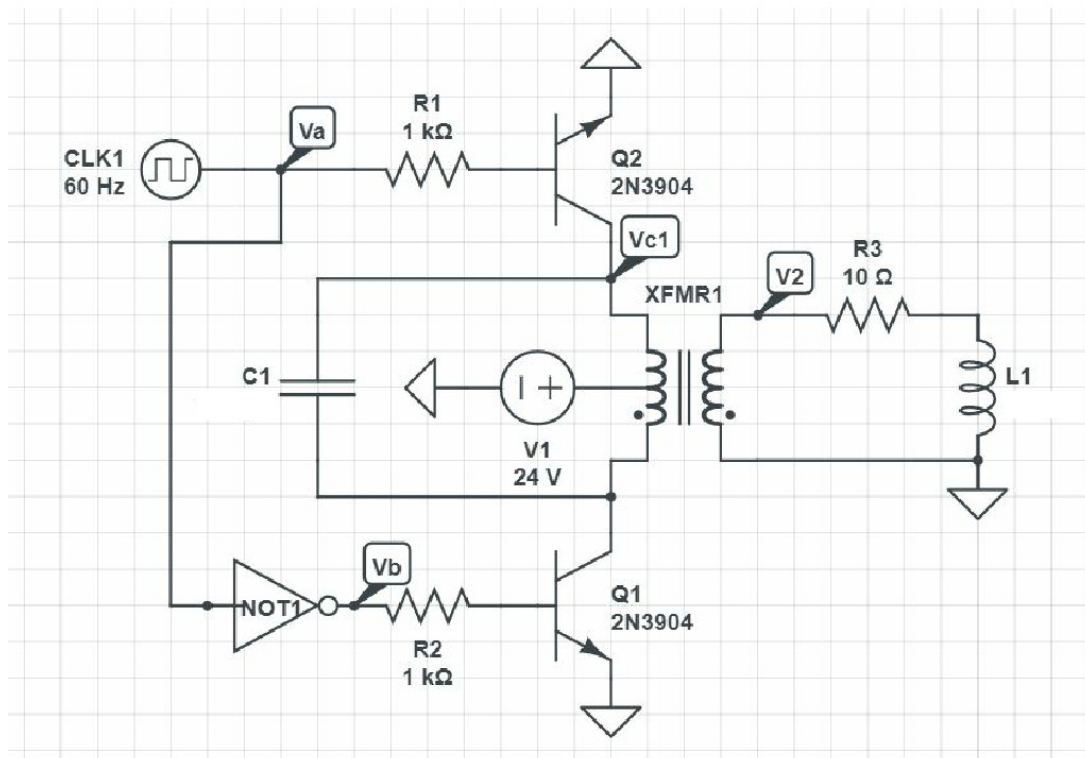 Va
R1
1 kΩ
CLK1
60 Hz
Q2
2N3904
Vc1
V2
R3
10 Ω
XFMR1
C1
L1
V1
24 V
Vb
NOT1
R2
1 kΩ
Q1
2N3904